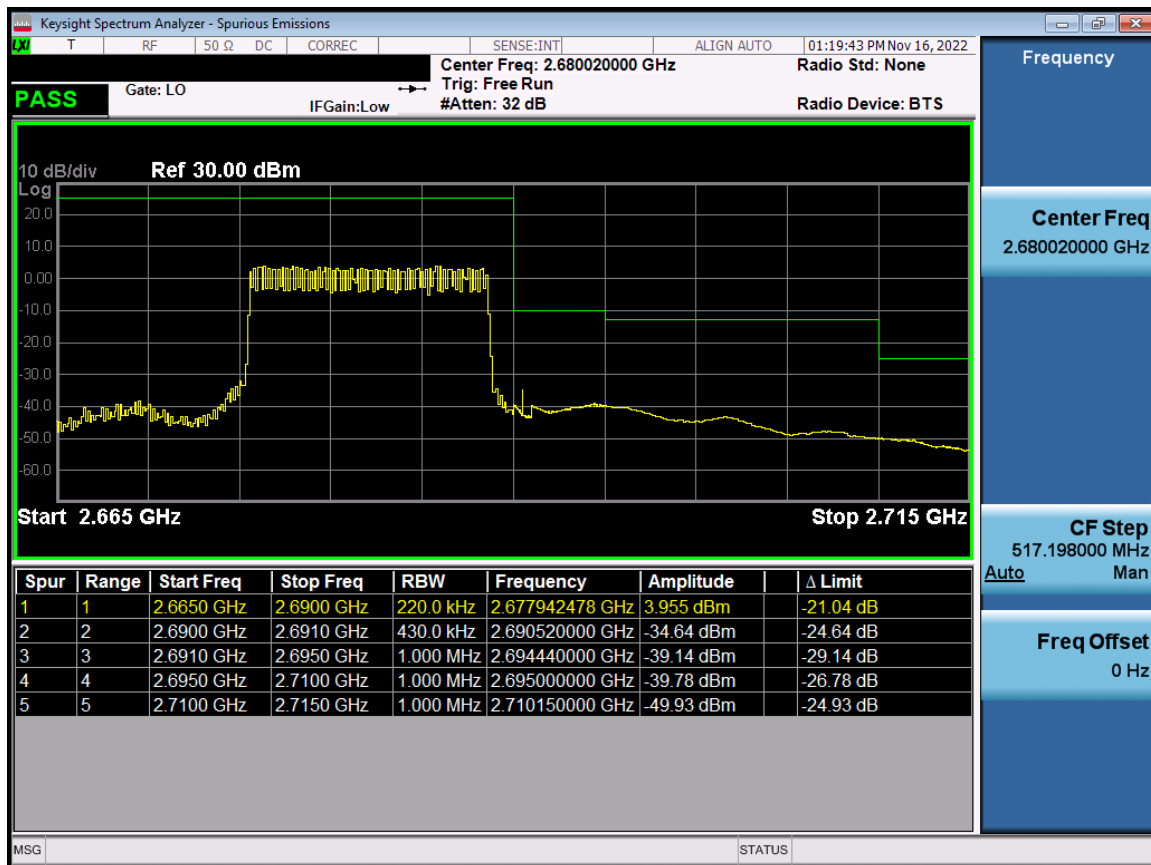 Keysight Spectrum Analyzer - Spurious Emissions
LXI T RF 50 Ω DC CORREC SENSE:INT ALIGN AUTO 01:19:43 PM Nov 16, 2022
Center Freq: 2.680020000 GHz Radio Std: None
PASS Gate: LO Trig: Free Run
IFGain:Low #Atten: 32 dB Radio Device: BTS
10 dB/div Ref 30.00 dBm
Log
20.0
10.0
0.00
-10.0
-20.0
-30.0
-40.0
-50.0
-60.0
Start 2.665 GHz Stop 2.715 GHz
Spur Range Start Freq Stop Freq RBW Frequency Amplitude Δ Limit
1 1 2.6650 GHz 2.6900 GHz 220.0 kHz 2.677942478 GHz 3.955 dBm -21.04 dB
2 2 2.6900 GHz 2.6910 GHz 430.0 kHz 2.690520000 GHz -34.64 dBm -24.64 dB
3 3 2.6910 GHz 2.6950 GHz 1.000 MHz 2.694440000 GHz -39.14 dBm -29.14 dB
4 4 2.6950 GHz 2.7100 GHz 1.000 MHz 2.695000000 GHz -39.78 dBm -26.78 dB
5 5 2.7100 GHz 2.7150 GHz 1.000 MHz 2.710150000 GHz -49.93 dBm -24.93 dB
MSG STATUS
Frequency
Center Freq
2.680020000 GHz
CF Step
517.198000 MHz
Auto Man
Freq Offset
0 Hz